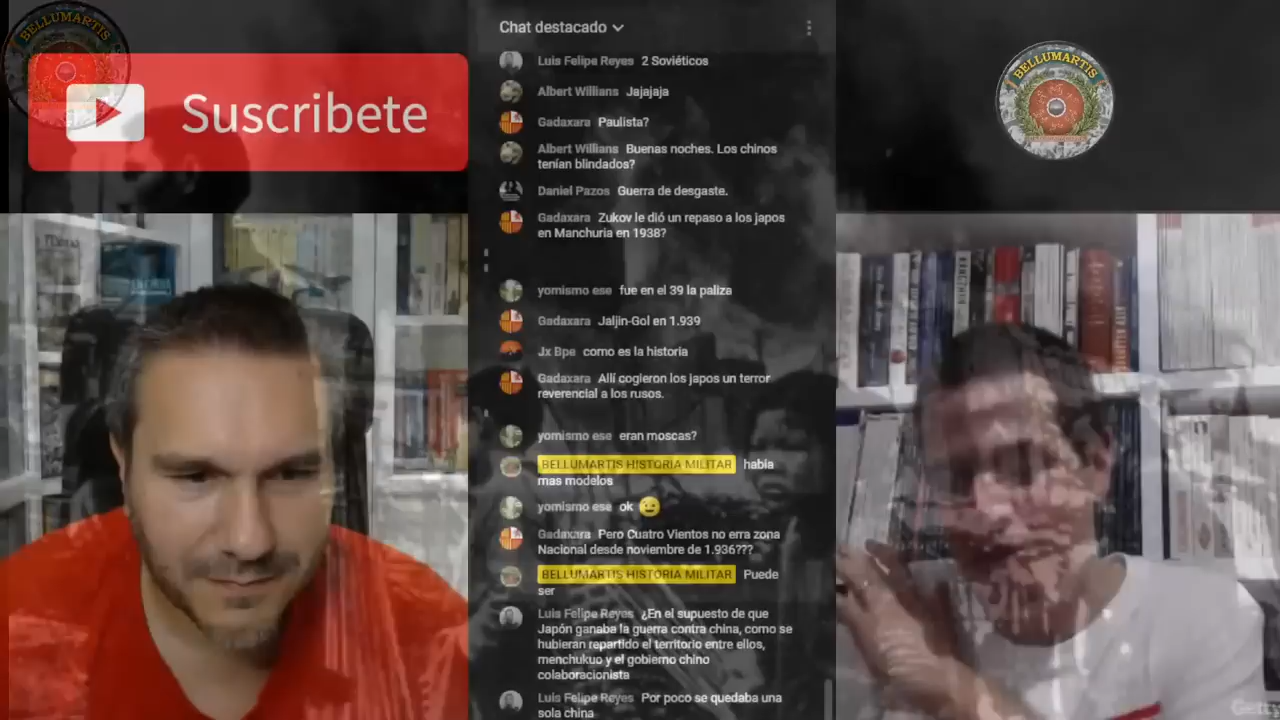 BELLUMARTIS
Suscribete
Chat destacado
Luis Felipe Reyes 2 Soviéticos
Albert Willians Jajajaja
Gadaxara Paulista?
Albert Willians Buenas noches. Los chinos
tenían blindados?
Daniel Pazos Guerra de desgaste.
Gadaxara Zukov le dió un repaso a los japos
en Manchuria en 1938?
yomismo ese fue en el 39 la paliza
Gadaxara Jaljin-Gol en 1.939
Jx Bpe como es la historia
Gadaxara Allí cogieron los japos un terror
reverencial a los rusos.
yomismo ese eran moscas?
BELLUMARTIS HISTORIA MILITAR habia
mas modelos
yomismo ese ok
Gadaxara Pero Cuatro Vientos no erra zona
Nacional desde noviembre de 1.936???
BELLUMARTIS HISTORIA MILITAR Puede
ser
Luis Felipe Reyes ¿En el supuesto de que
Japón ganaba la guerra contra china, como se
hubieran repartido el territorio entre ellos,
menchukuo y el gobierno chino
colaboracionista
Luis Felipe Reyes Por poco se quedaba una
sola china
BELLUMARTIS